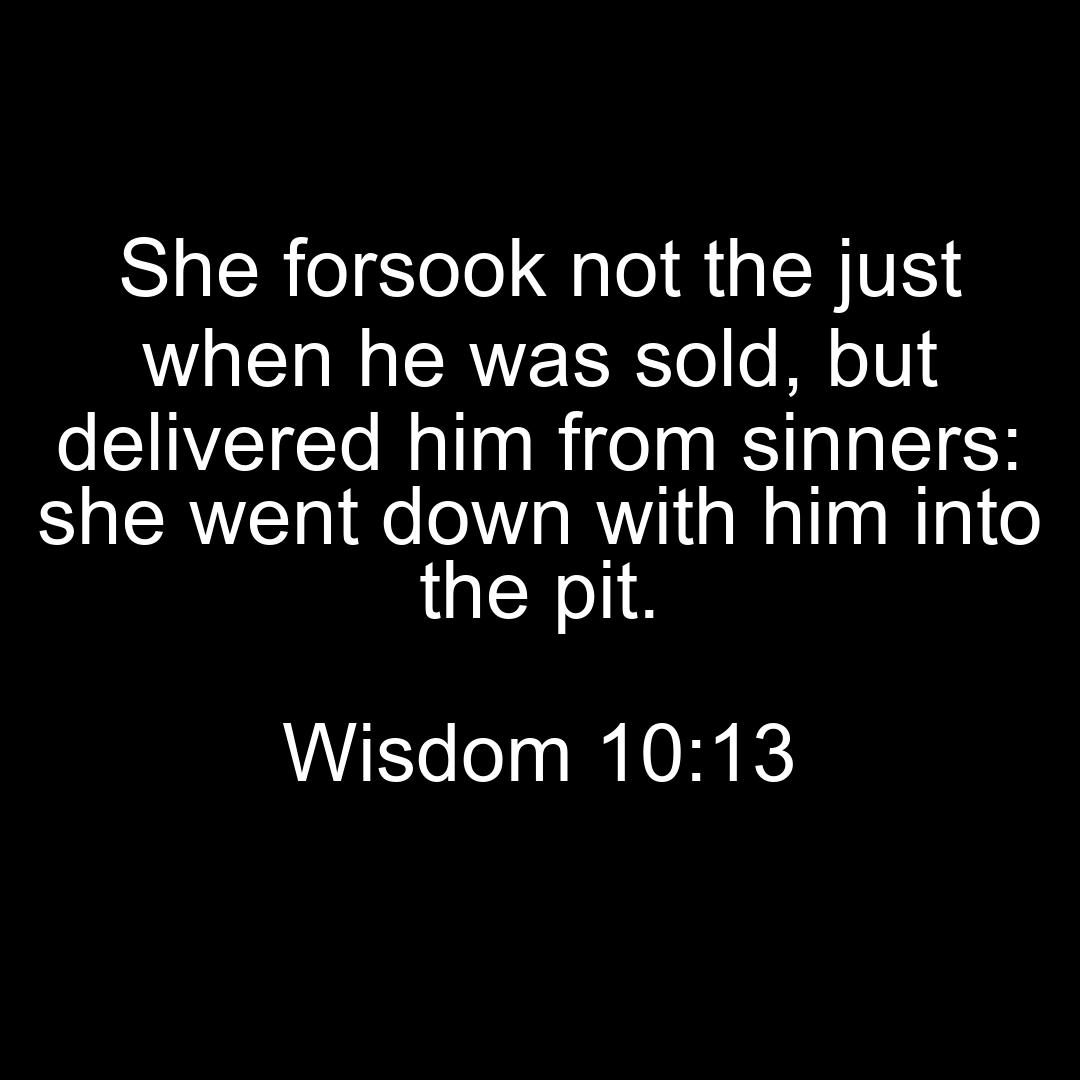 She forsook not the just
when he was sold, but
delivered him from sinners:
she went down with him into
the pit.
Wisdom 10:13